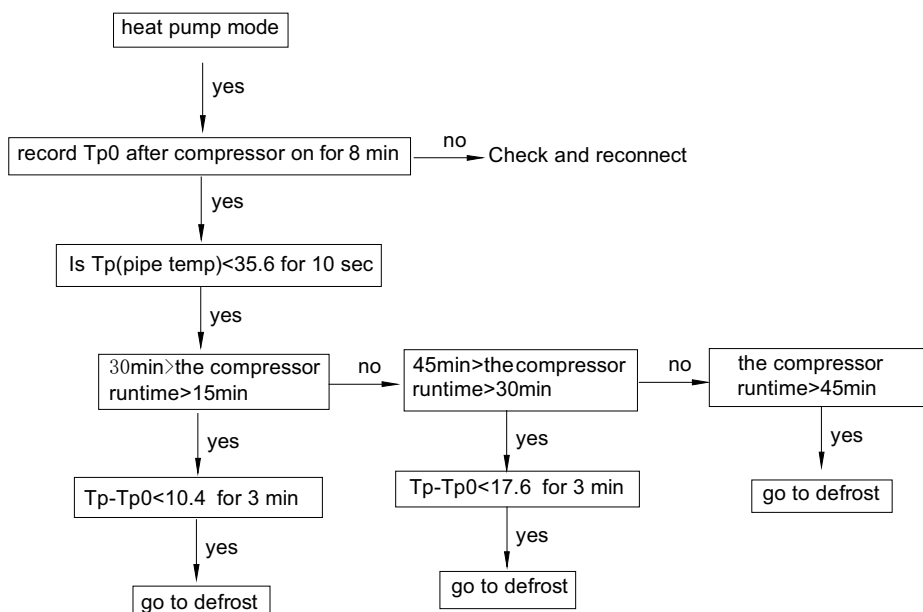 heat pump mode
yes
record Tp0 after compressor on for 8 min
no
Check and reconnect
yes
Is Tp(pipe temp)<35.6 for 10 sec
yes
30min>the compressor
runtime>15min
no
45min>the compressor
runtime>30min
no
the compressor
runtime>45min
yes
yes
yes
Tp-Tp0<10.4 for 3 min
Tp-Tp0<17.6 for 3 min
go to defrost
yes
yes
go to defrost
go to defrost